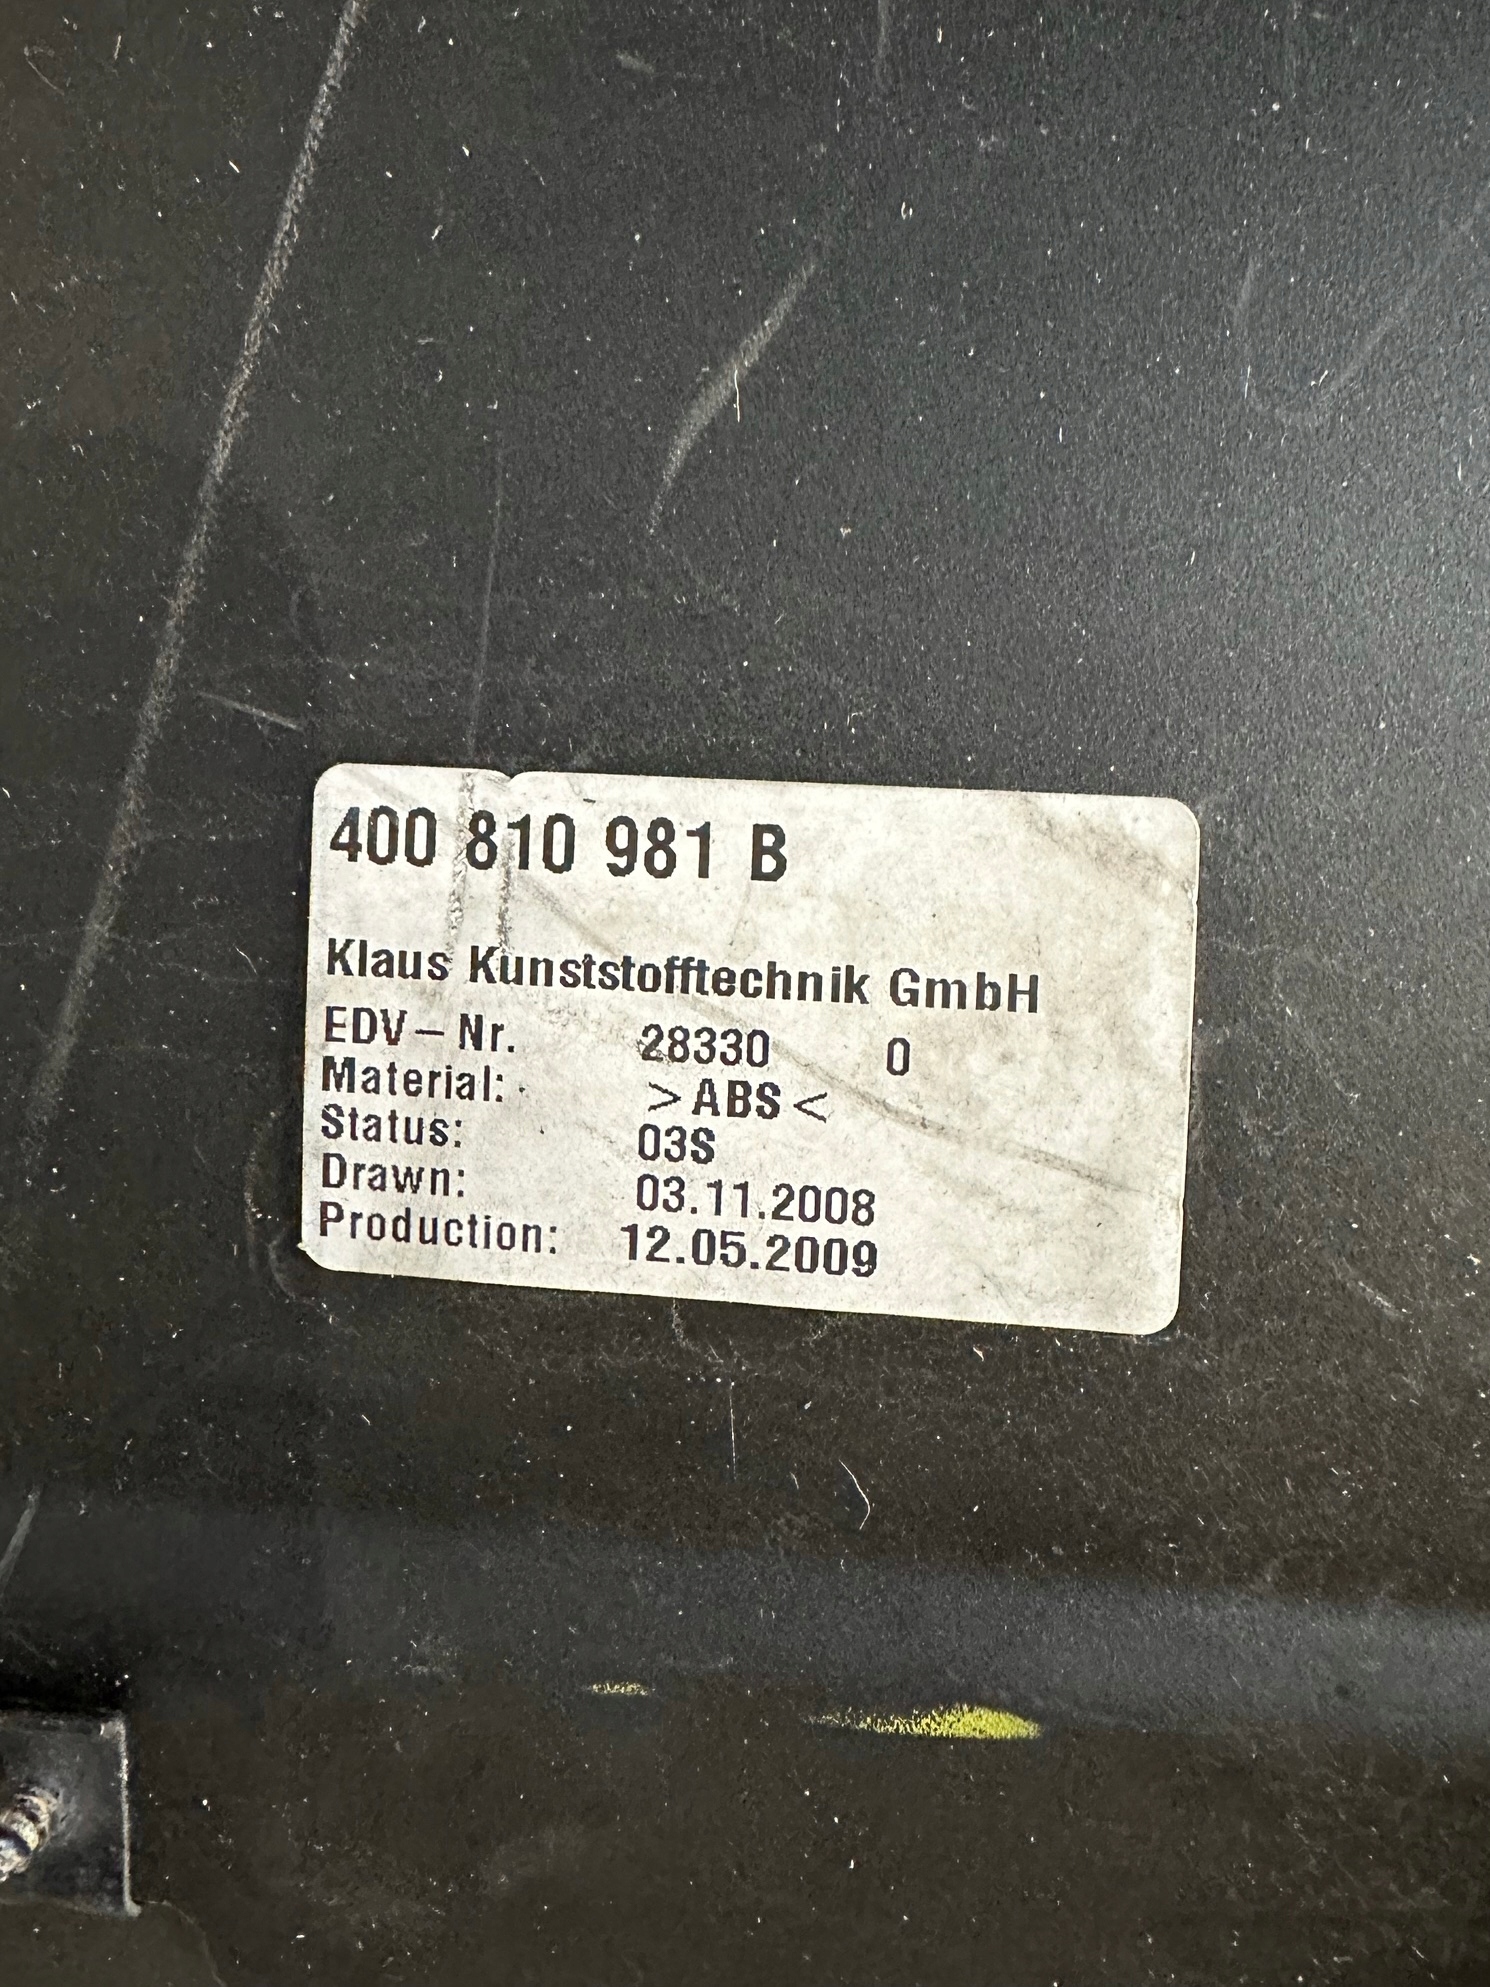 400 810 981 B
Klaus Kunststofftechnik GmbH
EDV – Nr. 28330 0
Material: >ABS<
Status: 03S
Drawn: 03.11.2008
Production: 12.05.2009